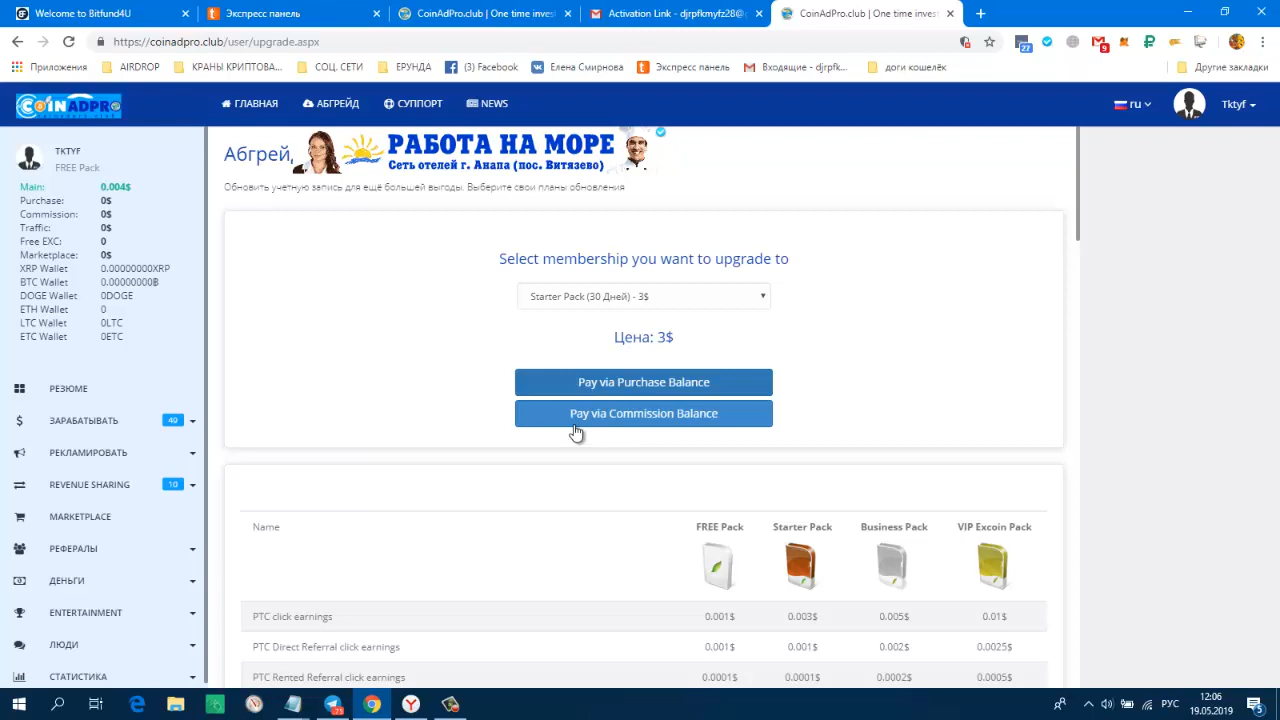 Welcome to Bitfund4U
Экспресс панель
CoinAdPro.club | One time inves
Activation Link - djrpfkmyfz28@
CoinAdPro.club | One time inves
https://coinadpro.club/user/upgrade.aspx
27
9
Приложения
AIRDROP
КРАНЫ КРИПТОВА...
СОЦ. СЕТИ
ЕРУНДА
(3) Facebook
Елена Смирнова
Экспресс панель
Входящие - djrpfk...
доги кошелёк
Другие закладки
COINADPRO
ГЛАВНАЯ
АБГРЕЙД
СУППОРТ
NEWS
ru
Tktyf
TKTYF
FREE Pack
Main: 0.004$
Purchase: 0$
Commission: 0$
Traffic: 0$
Free EXC: 0
Marketplace: 0$
XRP Wallet 0.00000000XRP
BTC Wallet 0.00000000฿
DOGE Wallet 0DOGE
ETH Wallet 0
LTC Wallet 0LTC
ETC Wallet 0ETC
РЕЗЮМЕ
ЗАРАБАТЫВАТЬ 49
РЕКЛАМИРОВАТЬ
REVENUE SHARING 10
MARKETPLACE
РЕФЕРАЛЫ
ДЕНЬГИ
ENTERTAINMENT
ЛЮДИ
СТАТИСТИКА
Абгрей
РАБОТА НА МОРЕ
Сеть отелей г. Анапа (пос. Витязево)
Обновить учетную запись для ещё большей выгоды. Выберите свои планы обновления
Select membership you want to upgrade to
Starter Pack (30 Дней) - 3$
Цена: 3$
Pay via Purchase Balance
Pay via Commission Balance
Name FREE Pack Starter Pack Business Pack VIP Excoin Pack
PTC click earnings 0.001$ 0.003$ 0.005$ 0.01$
PTC Direct Referral click earnings 0.001$ 0.001$ 0.002$ 0.0025$
PTC Rented Referral click earnings 0.0001$ 0.0001$ 0.0002$ 0.0005$
РУС
12:06
19.05.2019
5